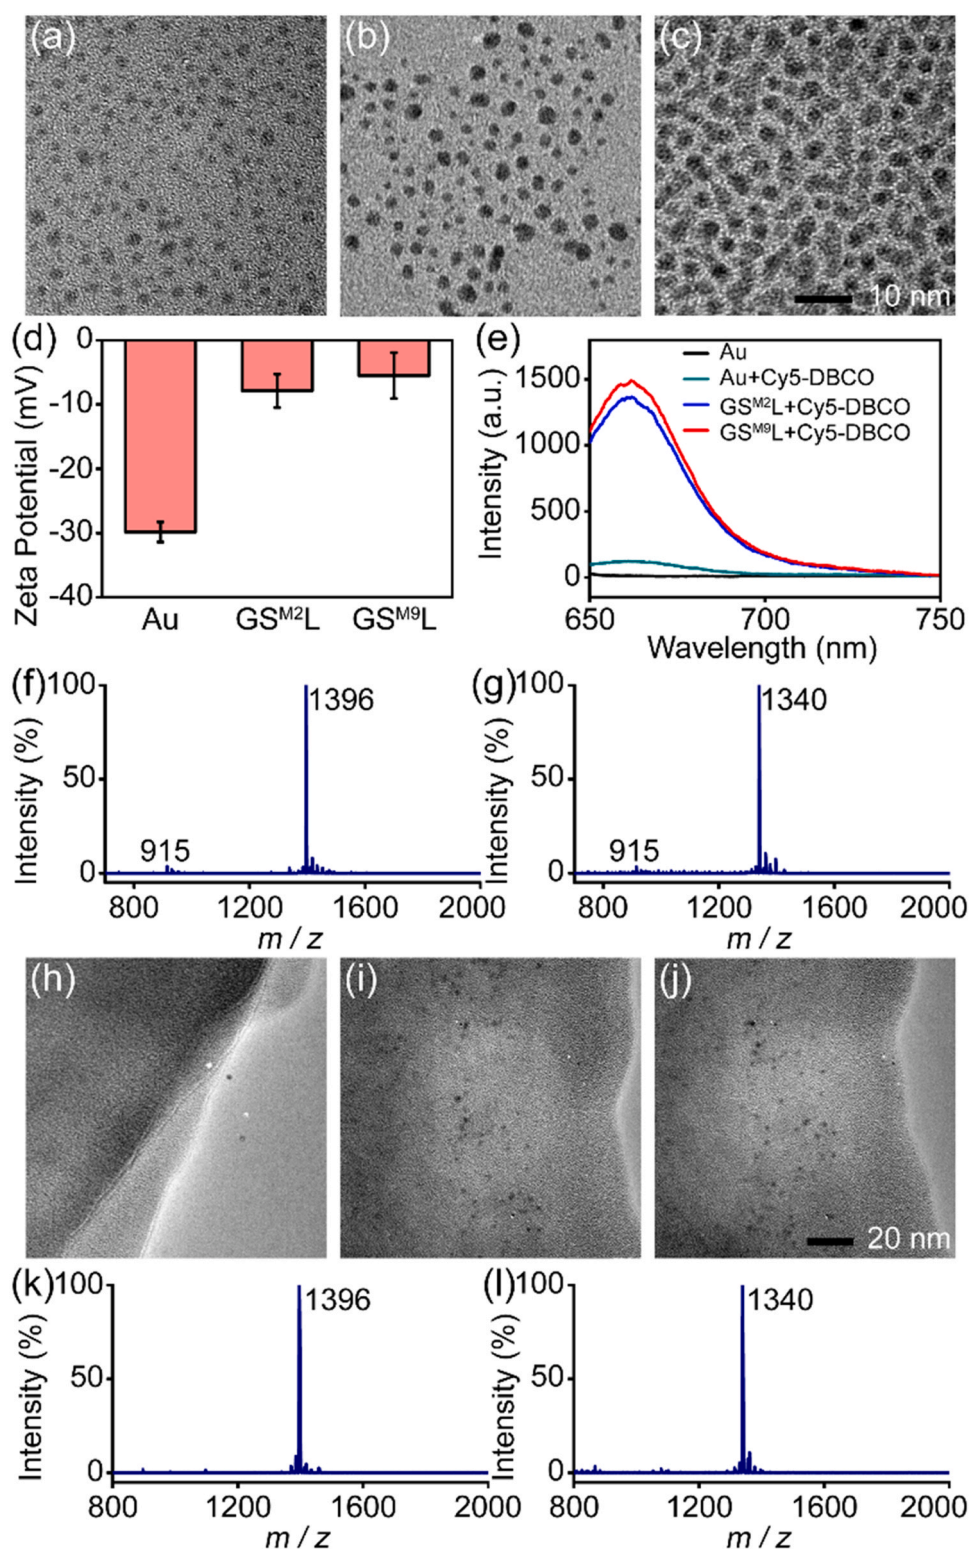 (a)
(b)
(c)
10 nm
(d)
Zeta Potential (mV)
0
-10
-20
-30
-40
Au
GS^M2L
GS^M9L
(e)
Intensity (a.u.)
1500
1000
500
0
Au
Au+Cy5-DBCO
GS^M2L+Cy5-DBCO
GS^M9L+Cy5-DBCO
650
700
750
Wavelength (nm)
(f)
Intensity (%)
100
50
0
1396
915
800
1200
1600
2000
m / z
(g)
Intensity (%)
100
50
0
1340
915
800
1200
1600
2000
m / z
(h)
(i)
(j)
20 nm
(k)
Intensity (%)
100
50
0
1396
800
1200
1600
2000
m / z
(l)
Intensity (%)
100
50
0
1340
800
1200
1600
2000
m / z